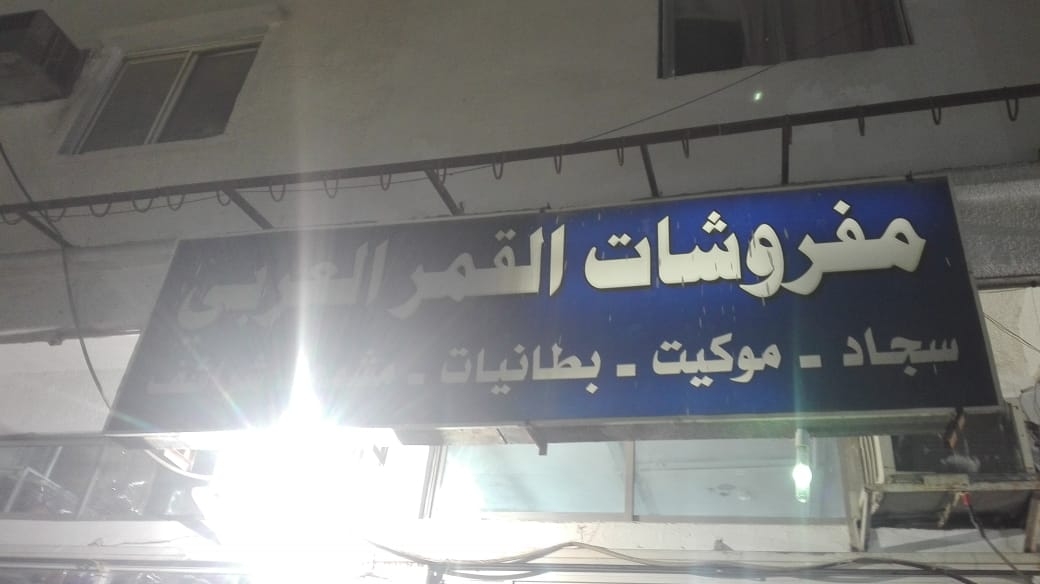 مفروشات القمر العربي
سجاد - موكيت - بطانيات -